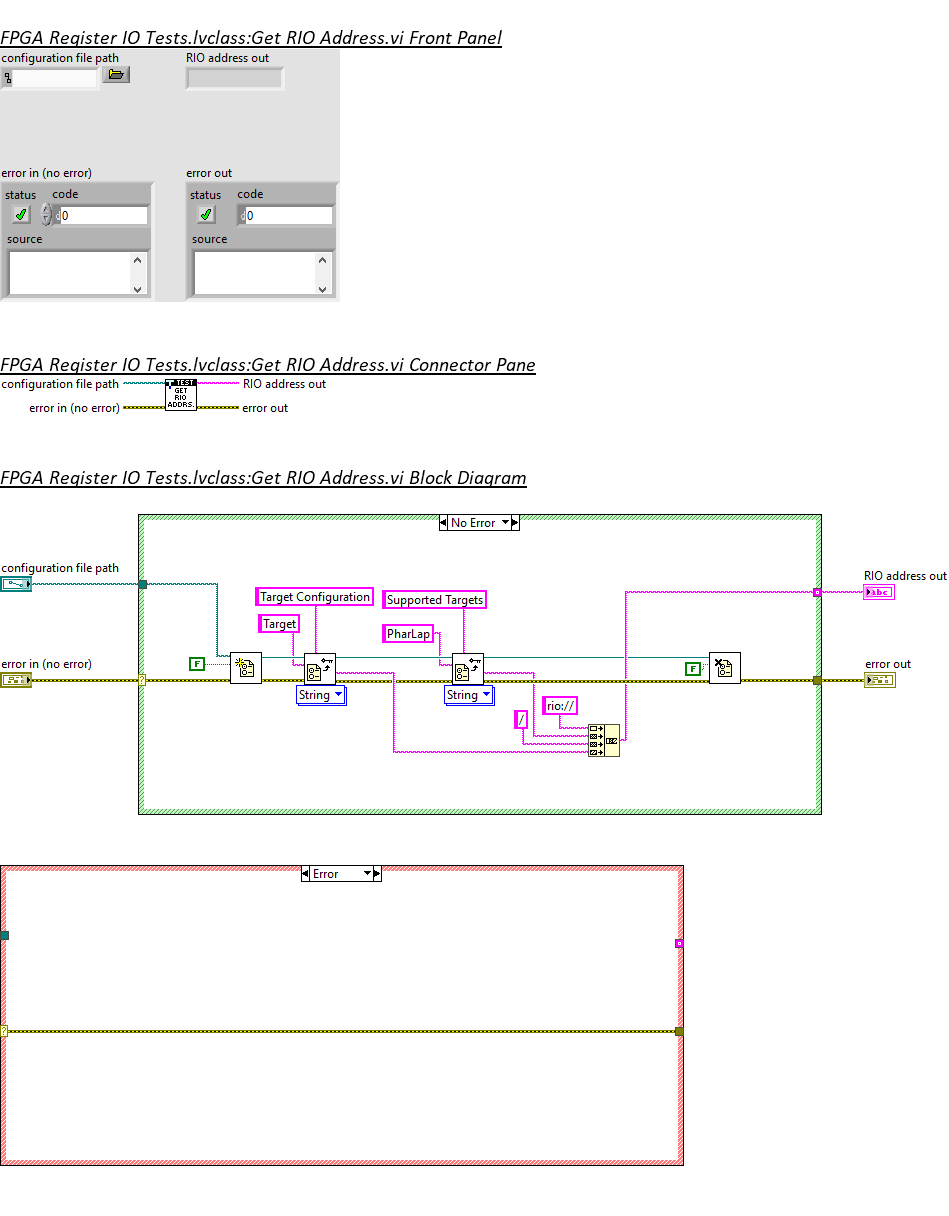 FPGA Register IO Tests.lvclass:Get RIO Address.vi Front Panel
configuration file path
RIO address out
error in (no error)
error out
status code
0
source
status code
0
source
FPGA Register IO Tests.lvclass:Get RIO Address.vi Connector Pane
configuration file path
TEST
GET
RIO
ADDRS.
RIO address out
error in (no error)
error out
FPGA Register IO Tests.lvclass:Get RIO Address.vi Block Diagram
No Error
configuration file path
RIO address out
abc
Target Configuration
Supported Targets
Target
PharLap
error in (no error)
F
F
error out
String
String
rio://
/
Error